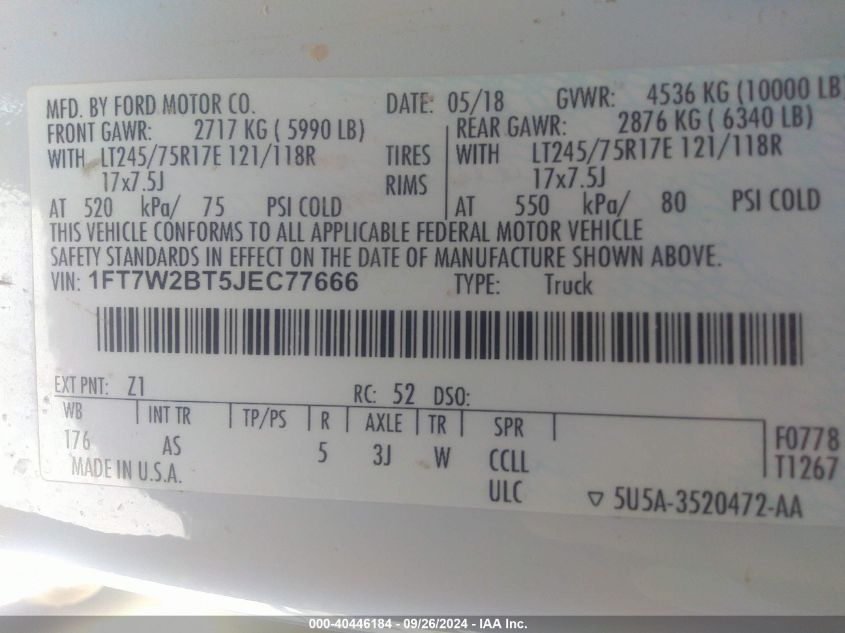 MFD. BY FORD MOTOR CO. DATE: 05/18 GVWR: 4536 KG (10000 LB)
FRONT GAWR: 2717 KG ( 5990 LB) REAR GAWR: 2876 KG ( 6340 LB)
WITH LT245/75R17E 121/118R TIRES WITH LT245/75R17E 121/118R
17x7.5J RIMS 17x7.5J
AT 520 kPa/ 75 PSI COLD AT 550 kPa/ 80 PSI COLD
THIS VEHICLE CONFORMS TO ALL APPLICABLE FEDERAL MOTOR VEHICLE
SAFETY STANDARDS IN EFFECT ON THE DATE OF MANUFACTURE SHOWN ABOVE.
VIN: 1FT7W2BT5JEC77666 TYPE: Truck
EXT PNT: Z1 RC: 52 DSO:
WB INT TR TP/PS R AXLE TR SPR
176 AS 5 3J W CCLL F0778
MADE IN U.S.A. ULC T1267
▽ 5U5A-3520472-AA
000-40446184 - 09/26/2024 - IAA Inc.